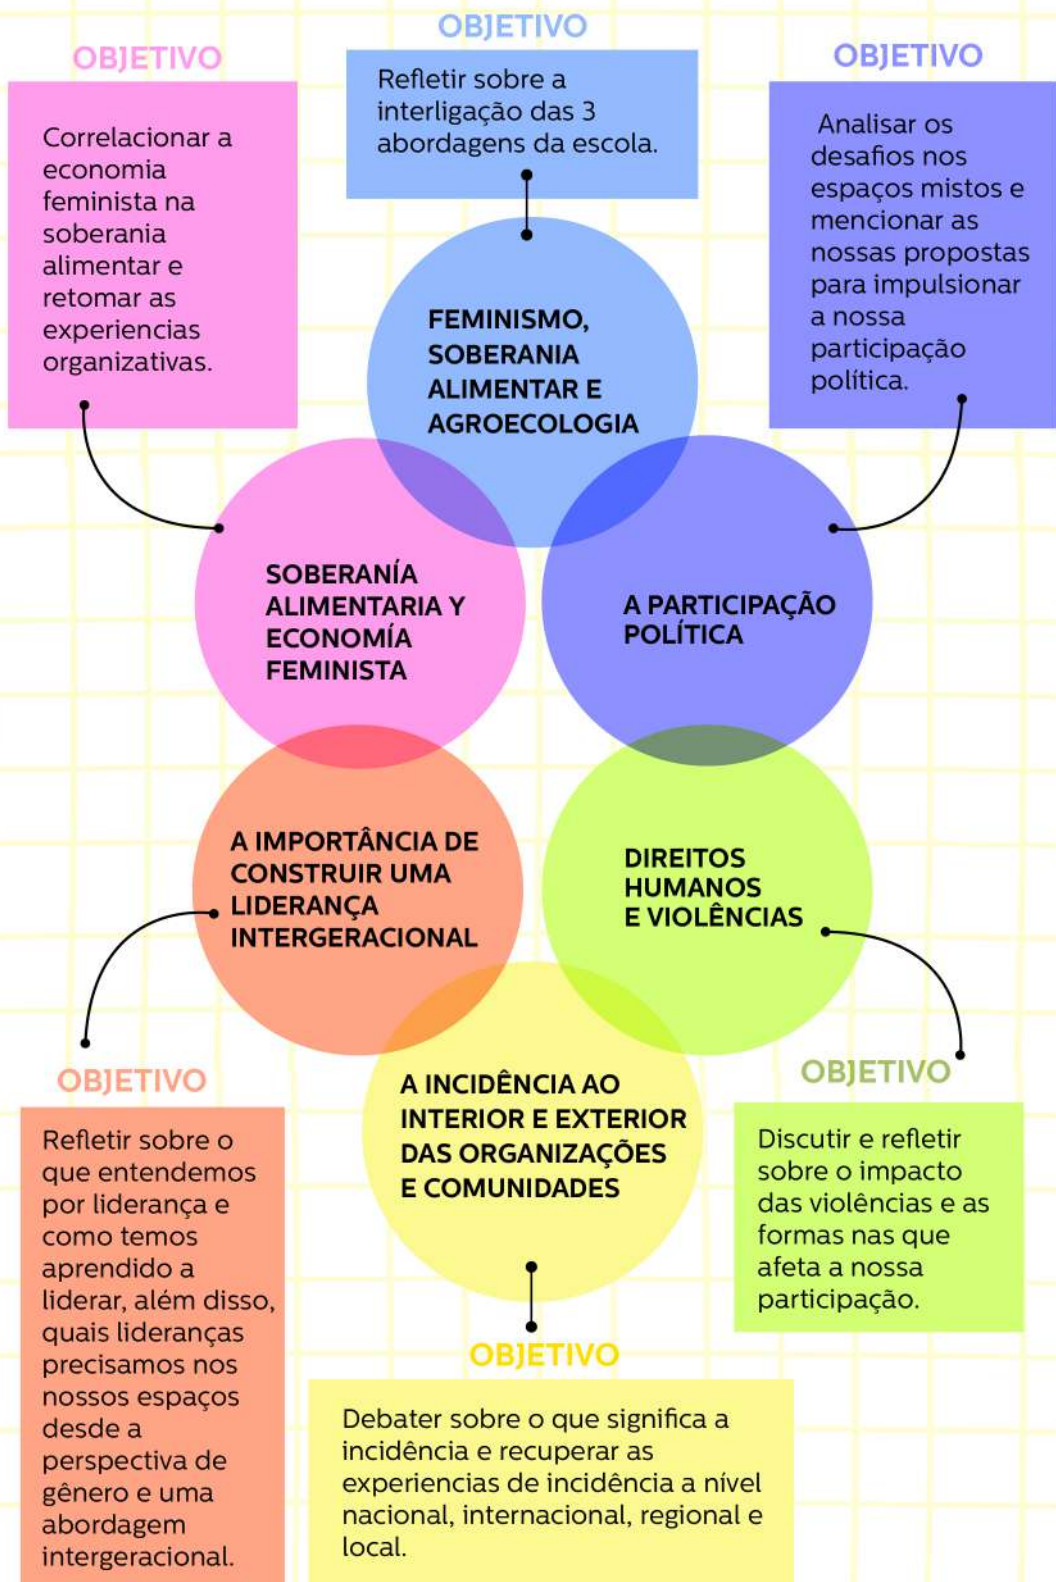 OBJETIVO
Correlacionar a
economia
feminista na
soberania
alimentar e
retomar as
experiencias
organizativas.
OBJETIVO
Refletir sobre a
interligação das 3
abordagens da escola.
OBJETIVO
Analisar os
desafios nos
espaços mistos e
mencionar as
nossas propostas
para impulsionar
a nossa
participação
política.
FEMINISMO,
SOBERANIA
ALIMENTAR E
AGROECOLOGIA
SOBERANÍA
ALIMENTARIA Y
ECONOMÍA
FEMINISTA
A PARTICIPAÇÃO
POLÍTICA
A IMPORTÂNCIA DE
CONSTRUIR UMA
LIDERANÇA
INTERGERACIONAL
DIREITOS
HUMANOS
E VIOLÊNCIAS
A INCIDÊNCIA AO
INTERIOR E EXTERIOR
DAS ORGANIZAÇÕES
E COMUNIDADES
OBJETIVO
Refletir sobre o
que entendemos
por liderança e
como temos
aprendido a
liderar, além disso,
quais lideranças
precisamos nos
nossos espaços
desde a
perspectiva de
gênero e uma
abordagem
intergeracional.
OBJETIVO
Debater sobre o que significa a
incidência e recuperar as
experiencias de incidência a nível
nacional, internacional, regional e
local.
OBJETIVO
Discutir e refletir
sobre o impacto
das violências e as
formas nas que
afeta a nossa
participação.